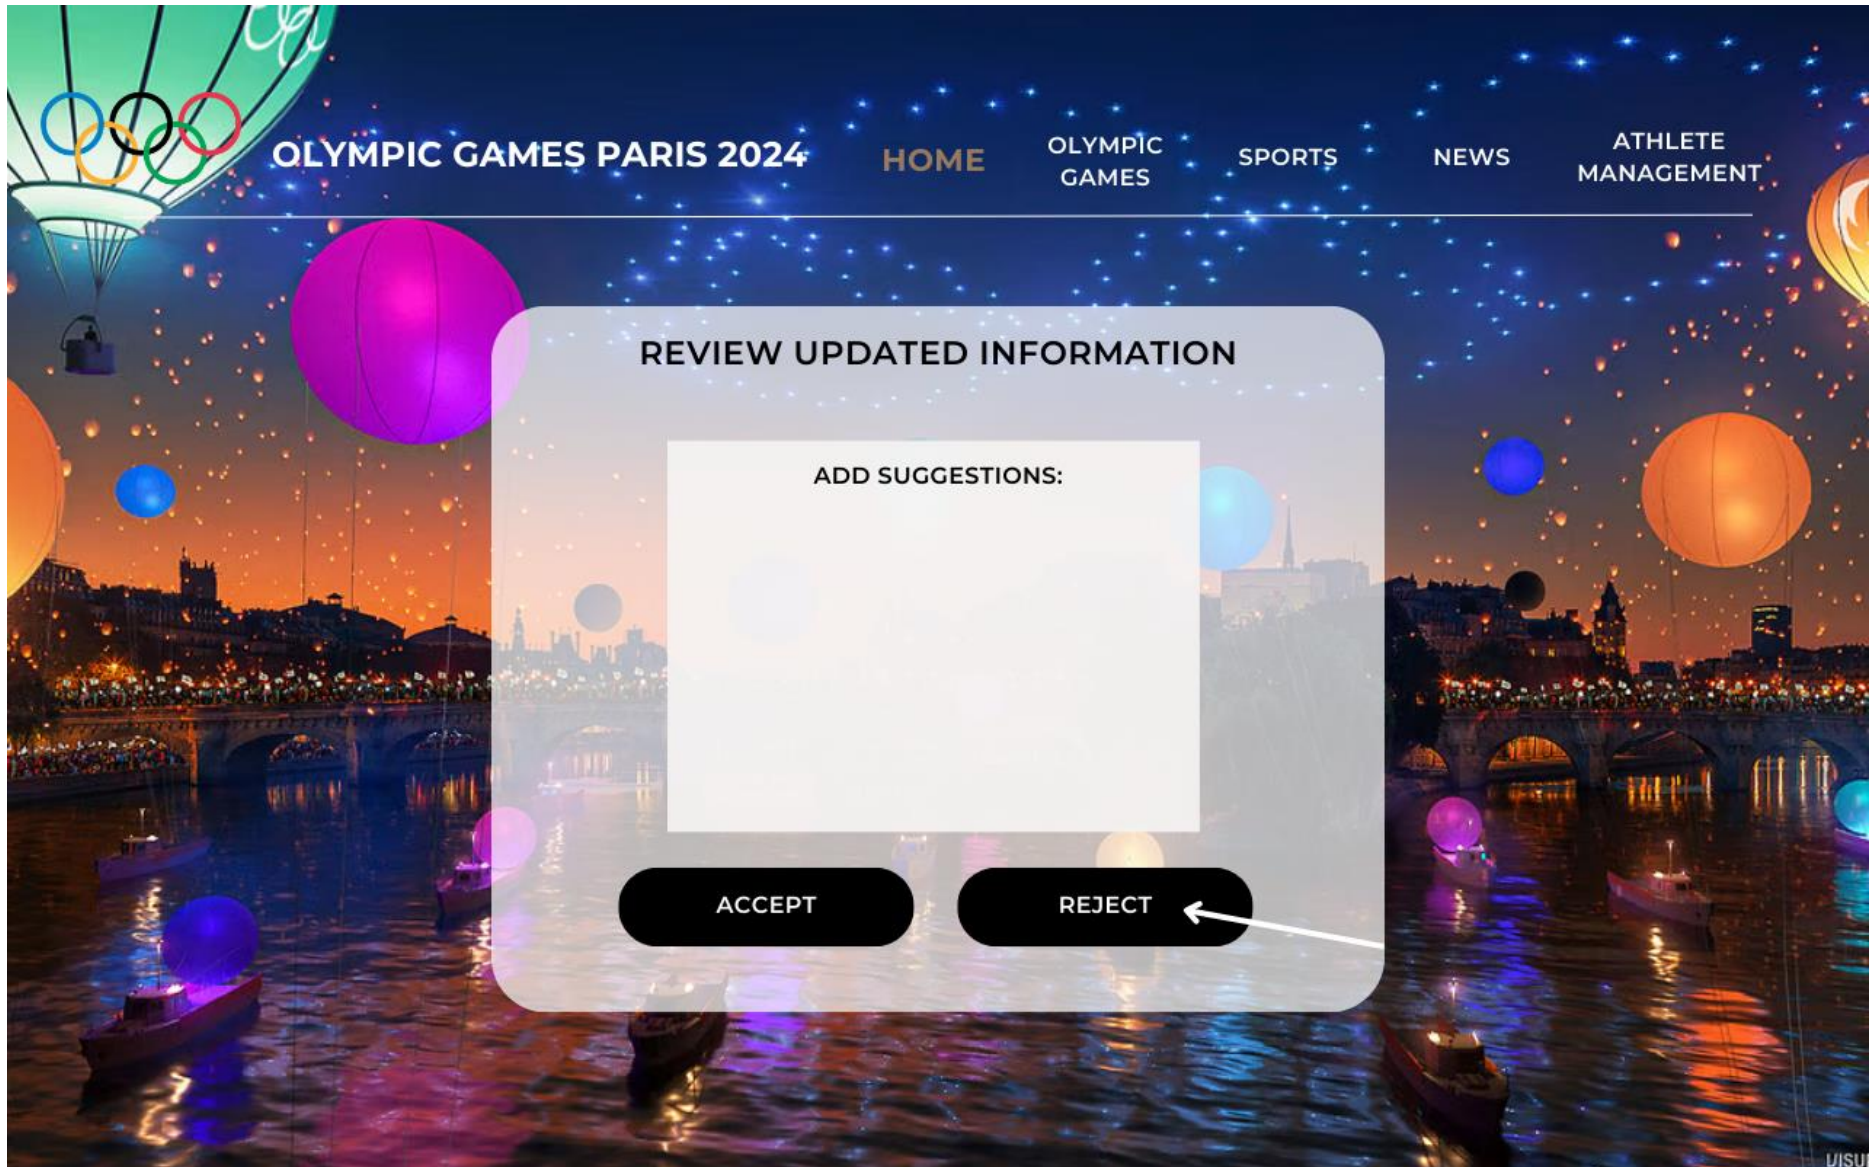 OLYMPIC GAMES PARIS 2024
HOME
OLYMPIC
GAMES
SPORTS
NEWS
ATHLETE
MANAGEMENT
REVIEW UPDATED INFORMATION
ADD SUGGESTIONS:
ACCEPT
REJECT